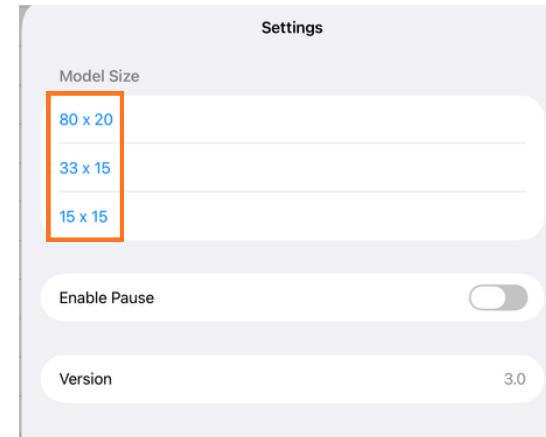 Settings
Model Size
80 x 20
33 x 15
15 x 15
Enable Pause
Version 3.0